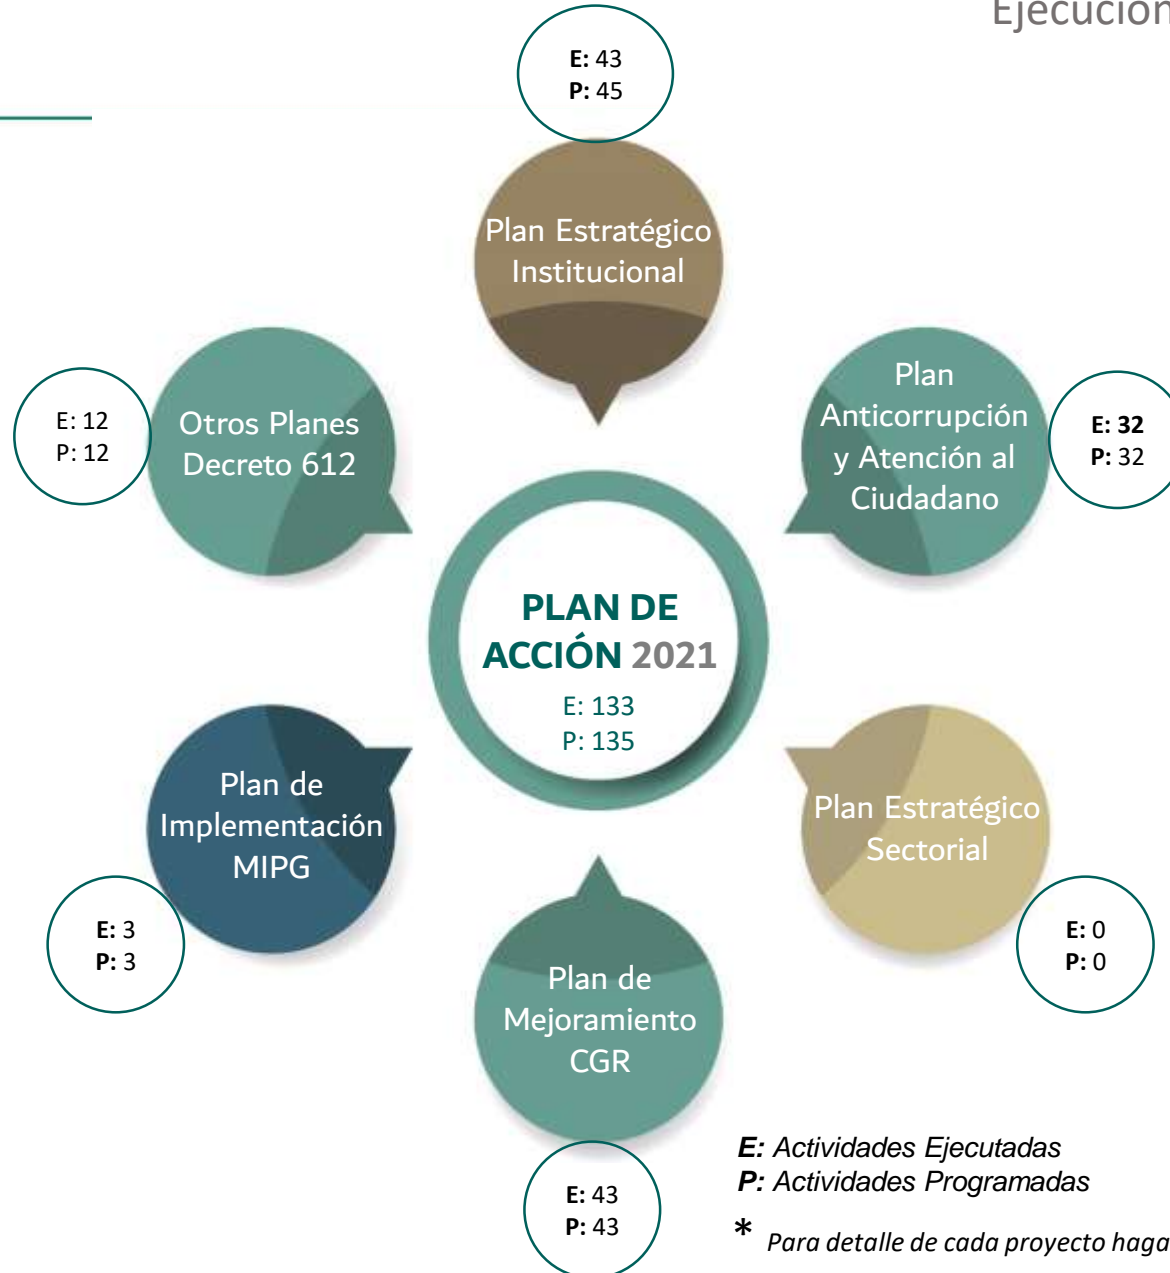 Ejecución
E: 43
P: 45
Plan Estratégico
Institucional
Plan
Anticorrupción
y Atención al
Ciudadano
E: 32
P: 32
Otros Planes
Decreto 612
E: 12
P: 12
PLAN DE
ACCIÓN 2021
E: 133
P: 135
Plan de
Implementación
MIPG
E: 3
P: 3
Plan Estratégico
Sectorial
E: 0
P: 0
Plan de
Mejoramiento
CGR
E: 43
P: 43
E: Actividades Ejecutadas
P: Actividades Programadas
* Para detalle de cada proyecto haga